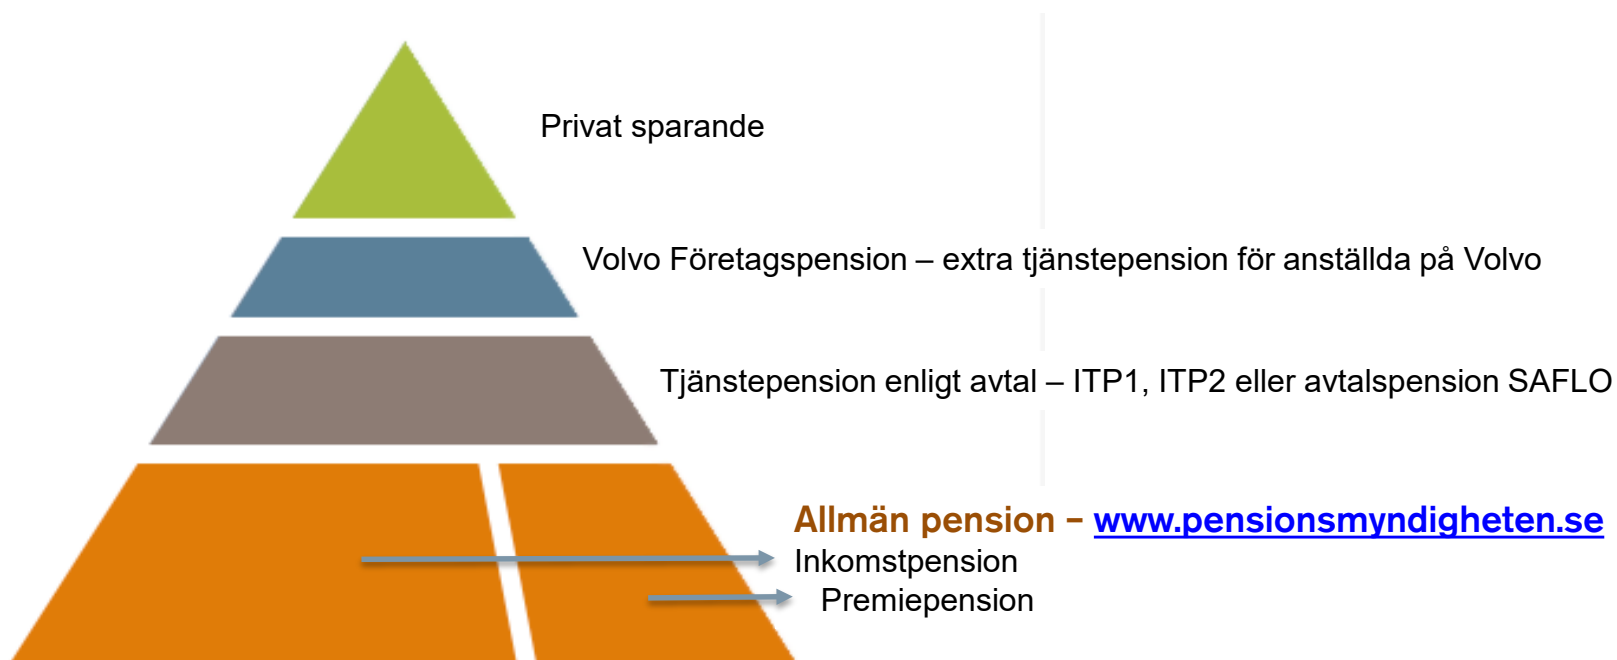 Privat sparande
Volvo Företagspension – extra tjänstepension för anställda på Volvo
Tjänstepension enligt avtal – ITP1, ITP2 eller avtalspension SAFLO
Allmän pension – www.pensionsmyndigheten.se
Inkomstpension
Premiepension